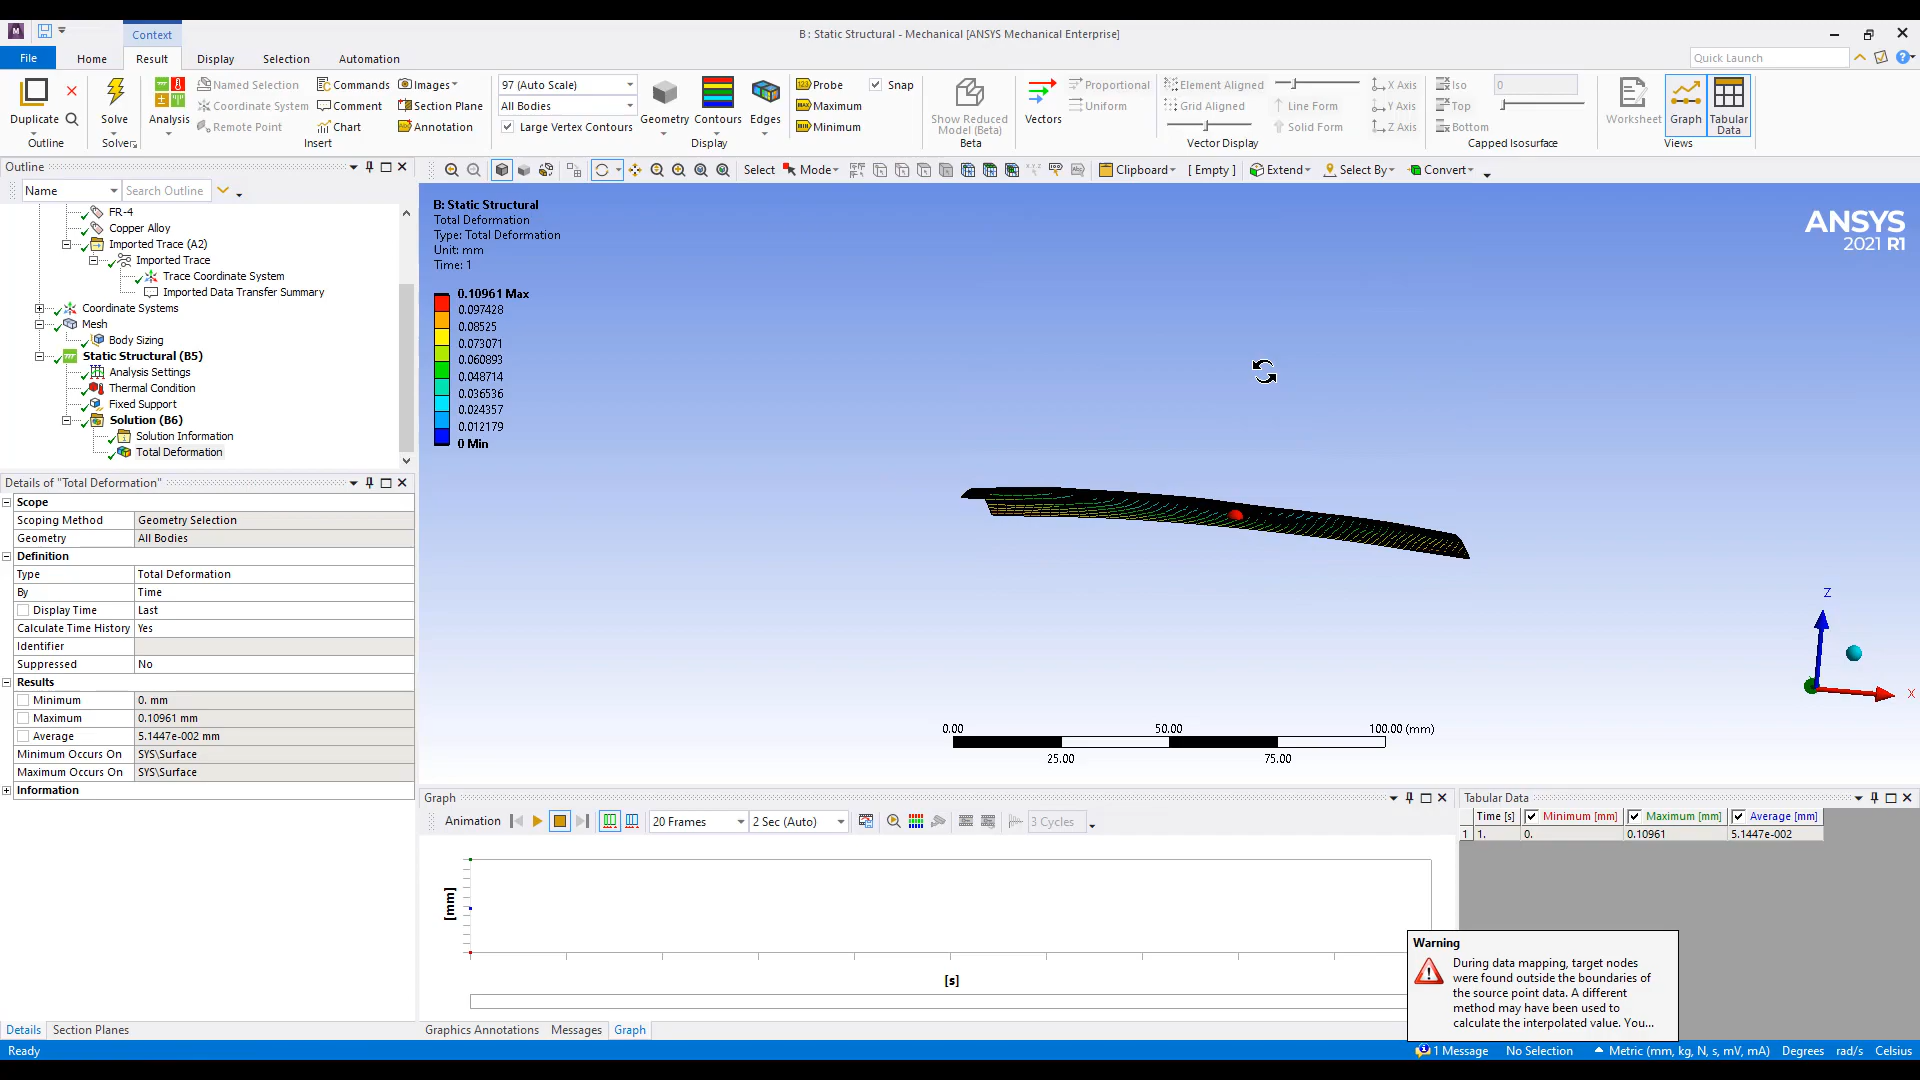 Context
B : Static Structural - Mechanical [ANSYS Mechanical Enterprise]
File
Home
Result
Display
Selection
Automation
Quick Launch
Duplicate
Outline
Solve
Solver
Analysis
Named Selection
Coordinate System
Remote Point
Commands
Comment
Chart
Images
Section Plane
Annotation
Insert
97 (Auto Scale)
All Bodies
Large Vertex Contours
Geometry
Contours
Edges
Display
Probe
Maximum
Minimum
Snap
Show Reduced
Model (Beta)
Beta
Vectors
Proportional
Uniform
Element Aligned
Grid Aligned
Line Form
Solid Form
X Axis
Y Axis
Z Axis
Vector Display
Iso
Top
Bottom
0
Capped Isosurface
Worksheet
Graph
Tabular
Data
Views
Outline
Name
Search Outline
Select
Mode
Clipboard
[ Empty ]
Extend
Select By
Convert
FR-4
Copper Alloy
Imported Trace (A2)
Imported Trace
Trace Coordinate System
Imported Data Transfer Summary
Coordinate Systems
Mesh
Body Sizing
Static Structural (B5)
Analysis Settings
Thermal Condition
Fixed Support
Solution (B6)
Solution Information
Total Deformation
Details of "Total Deformation"
Scope
Scoping Method Geometry Selection
Geometry All Bodies
Definition
Type Total Deformation
By Time
Display Time Last
Calculate Time History Yes
Identifier
Suppressed No
Results
Minimum 0. mm
Maximum 0.10961 mm
Average 5.1447e-002 mm
Minimum Occurs On SYS\Surface
Maximum Occurs On SYS\Surface
Information
Details
Section Planes
B: Static Structural
Total Deformation
Type: Total Deformation
Unit: mm
Time: 1
0.10961 Max
0.097428
0.08525
0.073071
0.060893
0.048714
0.036536
0.024357
0.012179
0 Min
ANSYS
2021 R1
Z
X
0.00 50.00 100.00 (mm)
25.00 75.00
Graph
Animation
20 Frames
2 Sec (Auto)
3 Cycles
[mm]
[s]
Graphics Annotations
Messages
Graph
Tabular Data
Time [s] Minimum [mm] Maximum [mm] Average [mm]
1 1. 0. 0.10961 5.1447e-002
Warning
During data mapping, target nodes
were found outside the boundaries of
the source point data. A different
method may have been used to
calculate the interpolated value. You...
Ready
1 Message
No Selection
Metric (mm, kg, N, s, mV, mA)
Degrees
rad/s
Celsius